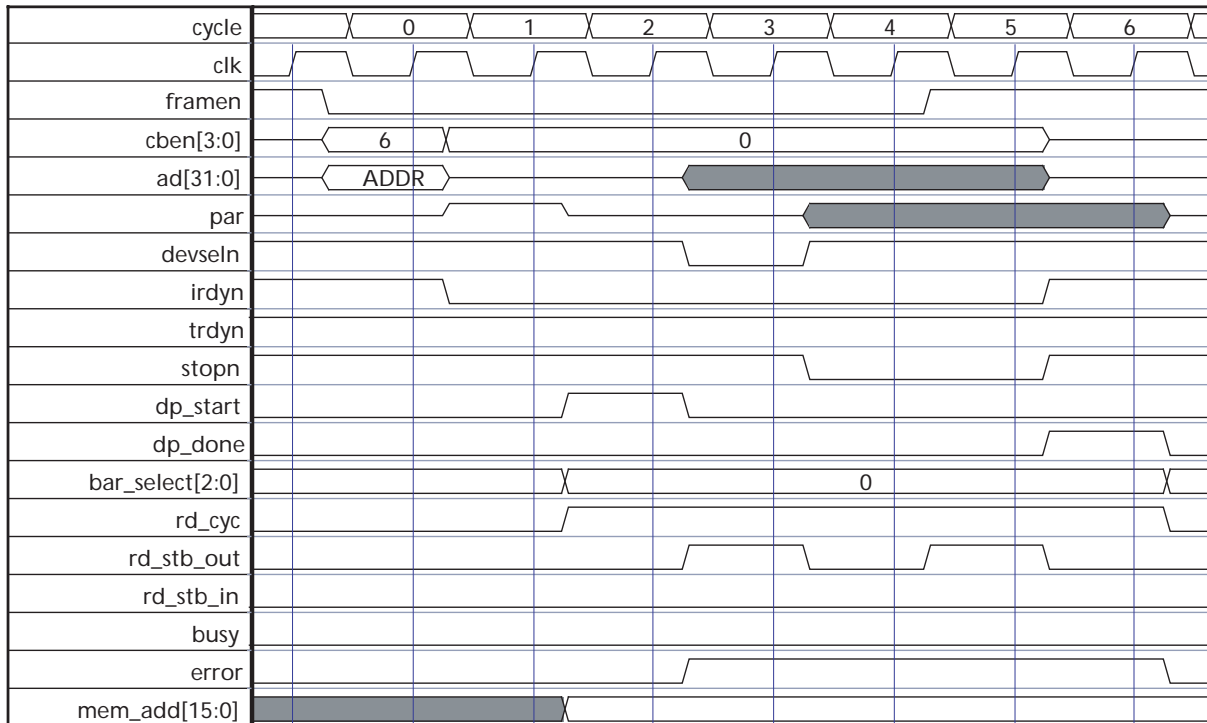 cycle 0 1 2 3 4 5 6
clk
framen
cben[3:0] 6 0
ad[31:0] ADDR
par
devseln
irdyn
trdyn
stopn
dp_start
dp_done
bar_select[2:0] 0
rd_cyc
rd_stb_out
rd_stb_in
busy
error
mem_add[15:0]